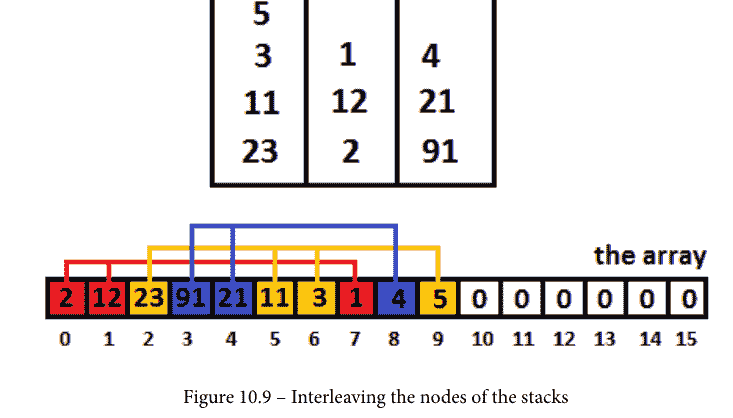 5
3 1 4
11 12 21
23 2 91
the array
2 12 23 91 21 11 3 1 4 5 0 0 0 0 0 0
0 1 2 3 4 5 6 7 8 9 10 11 12 13 14 15
Figure 10.9 – Interleaving the nodes of the stacks